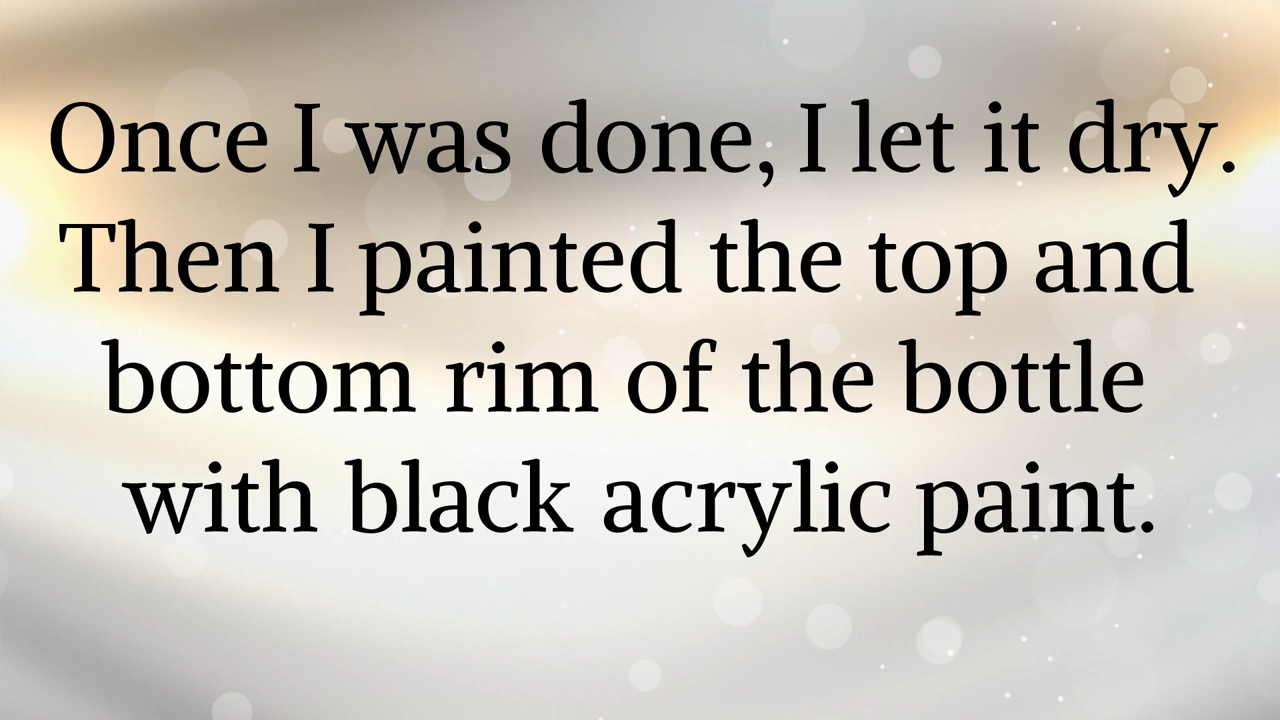 Once I was done, I let it dry.
Then I painted the top and
bottom rim of the bottle
with black acrylic paint.